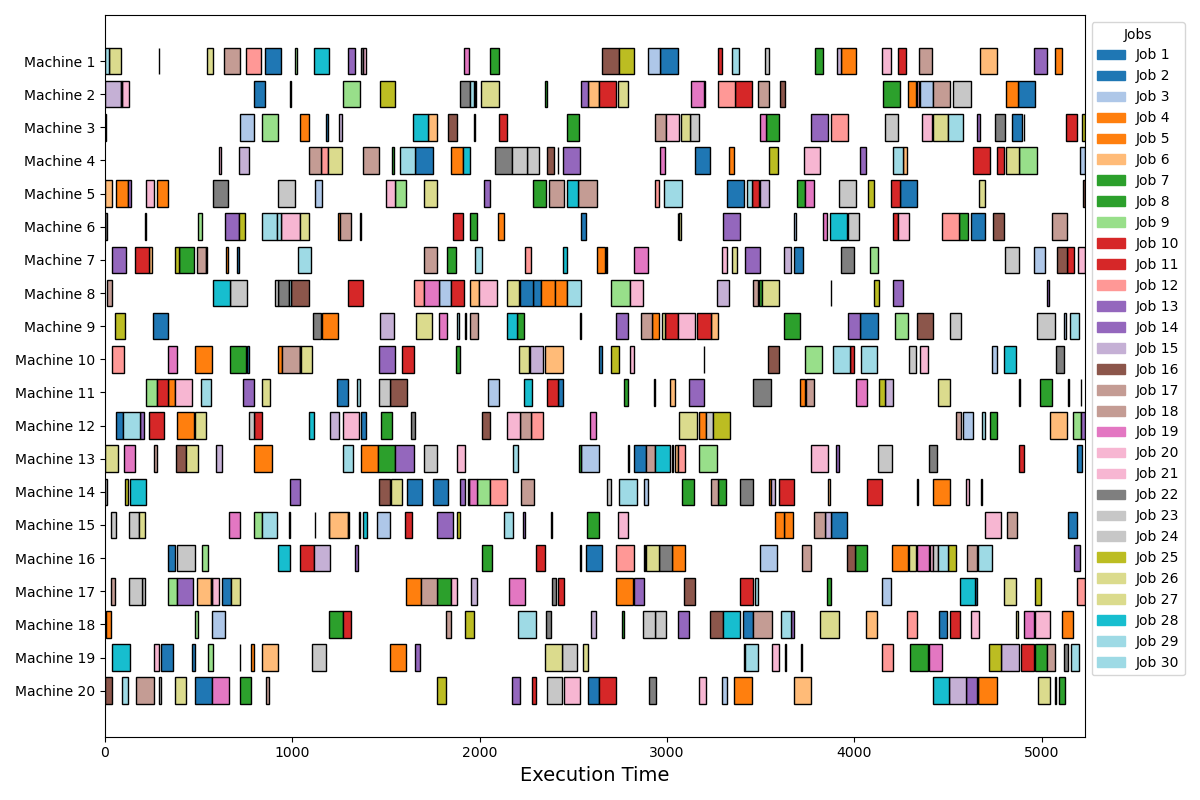 Machine 1
Machine 2
Machine 3
Machine 4
Machine 5
Machine 6
Machine 7
Machine 8
Machine 9
Machine 10
Machine 11
Machine 12
Machine 13
Machine 14
Machine 15
Machine 16
Machine 17
Machine 18
Machine 19
Machine 20
0 1000 2000 3000 4000 5000
Execution Time
Jobs
Job 1
Job 2
Job 3
Job 4
Job 5
Job 6
Job 7
Job 8
Job 9
Job 10
Job 11
Job 12
Job 13
Job 14
Job 15
Job 16
Job 17
Job 18
Job 19
Job 20
Job 21
Job 22
Job 23
Job 24
Job 25
Job 26
Job 27
Job 28
Job 29
Job 30